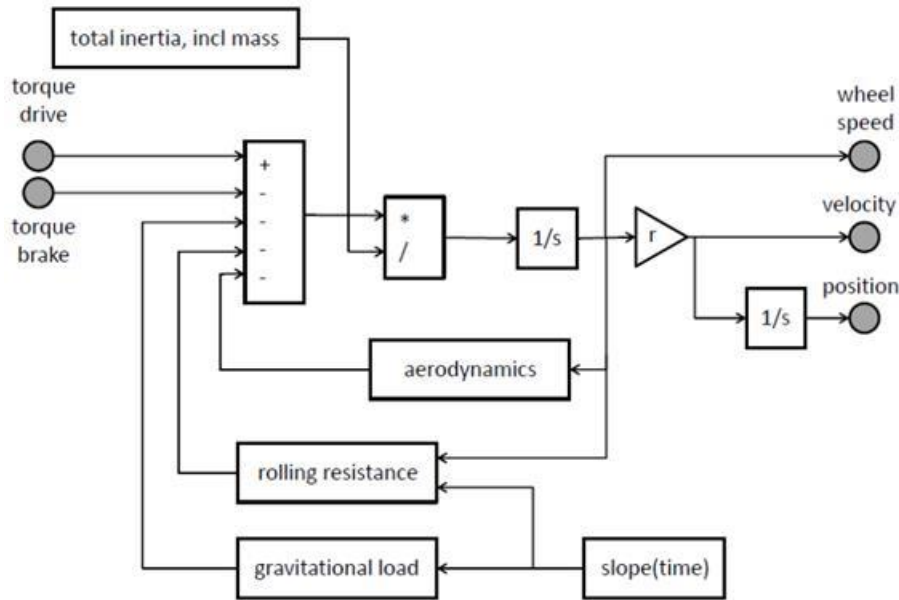 total inertia, incl mass
torque
drive
wheel
speed
+
-
-
-
-
*
/
1/s
r
velocity
torque
brake
position
1/s
aerodynamics
rolling resistance
gravitational load
slope(time)